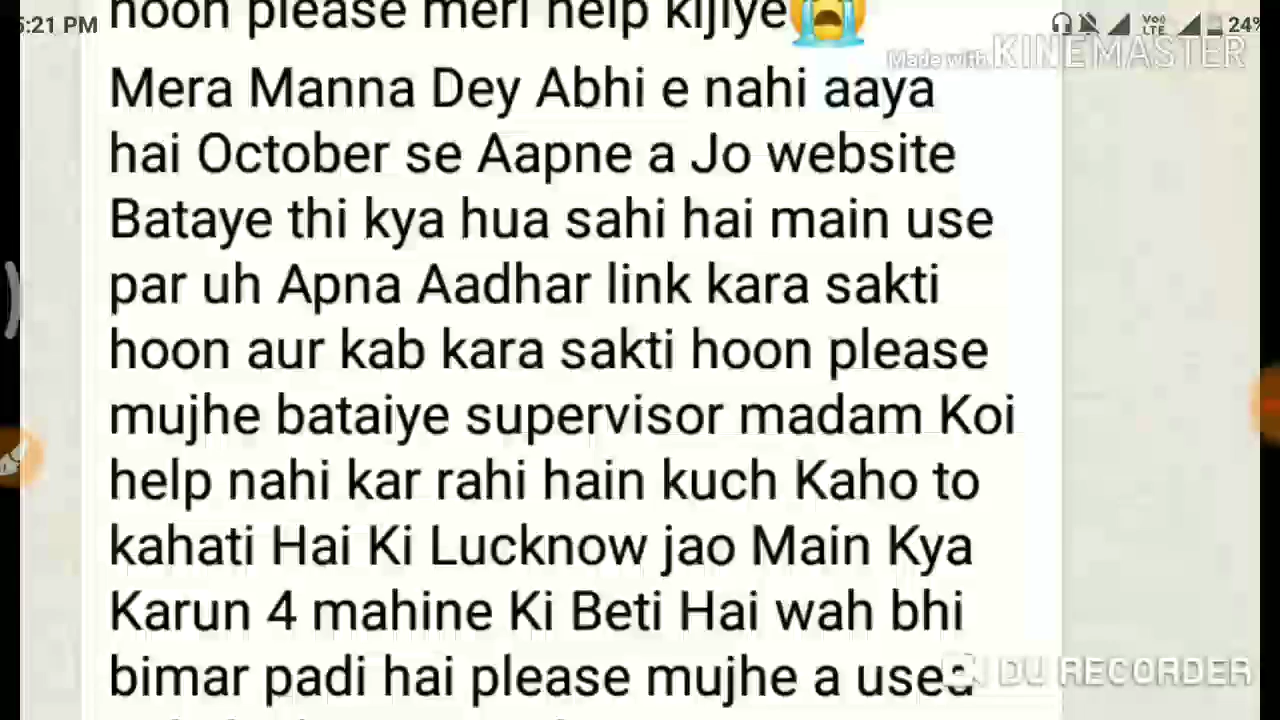 5:21 PM
24%
Made with KINEMASTER
hoon please meri help kijiye😭
Mera Manna Dey Abhi e nahi aaya
hai October se Aapne a Jo website
Bataye thi kya hua sahi hai main use
par uh Apna Aadhar link kara sakti
hoon aur kab kara sakti hoon please
mujhe bataiye supervisor madam Koi
help nahi kar rahi hain kuch Kaho to
kahati Hai Ki Lucknow jao Main Kya
Karun 4 mahine Ki Beti Hai wah bhi
bimar padi hai please mujhe a used
DU RECORDER